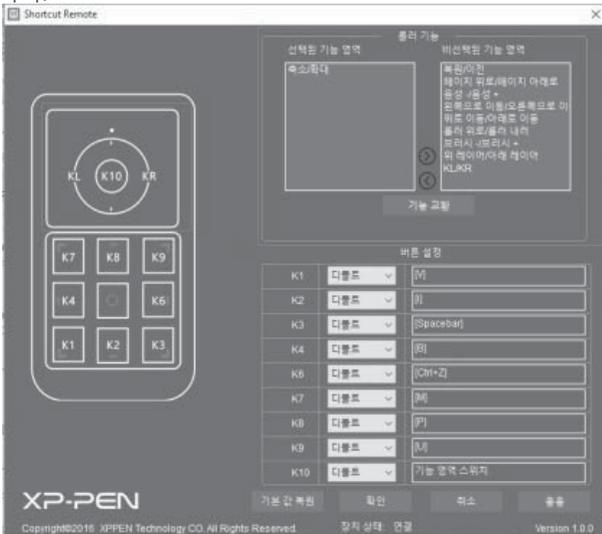 Shortcut Remote
롤러 기능
선택된 기능 영역
비선택된 기능 영역
축소/확대
복원/이전
페이지 위로/페이지 아래로
음성 -/음성 +
왼쪽으로 이동/오른쪽으로 이
위로 이동/아래로 이동
롤러 위로/롤러 내려
브러시 -/브러시 +
위 레이어/아래 레이어
KL/KR
기능 교환
KL K10 KR
K7 K8 K9
K4 K6
K1 K2 K3
버튼 설정
K1 디폴트 [V]
K2 디폴트 [I]
K3 디폴트 [Spacebar]
K4 디폴트 [B]
K6 디폴트 [Ctrl+Z]
K7 디폴트 [M]
K8 디폴트 [P]
K9 디폴트 [U]
K10 디폴트 기능 영역 스위치
XP-PEN
기본 값 복원 확인 취소 응용
Copyright©2016 XPPEN Technology CO. All Rights Reserved. 장치 상태: 연결 Version 1.0.0